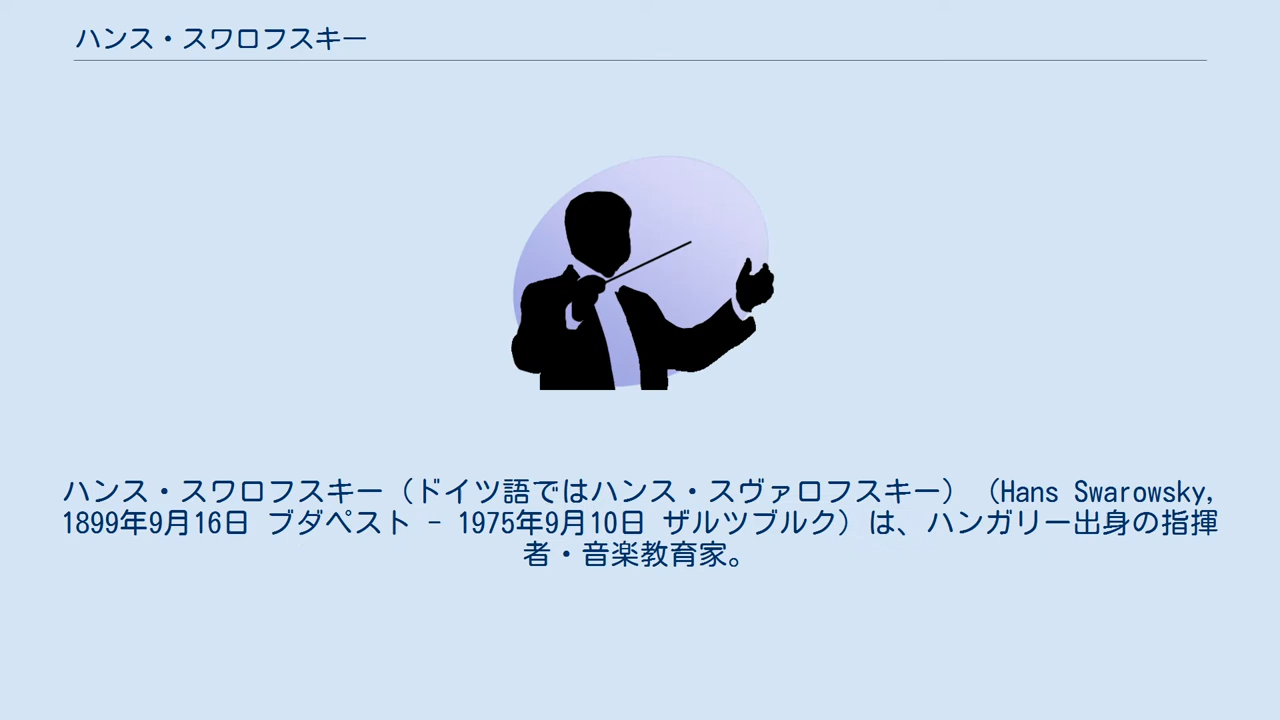 ハンス・スワロフスキー
ハンス・スワロフスキー（ドイツ語ではハンス・スヴァロフスキー）（Hans Swarowsky,
1899年9月16日 ブダペスト - 1975年9月10日 ザルツブルク）は、ハンガリー出身の指揮
者・音楽教育家。